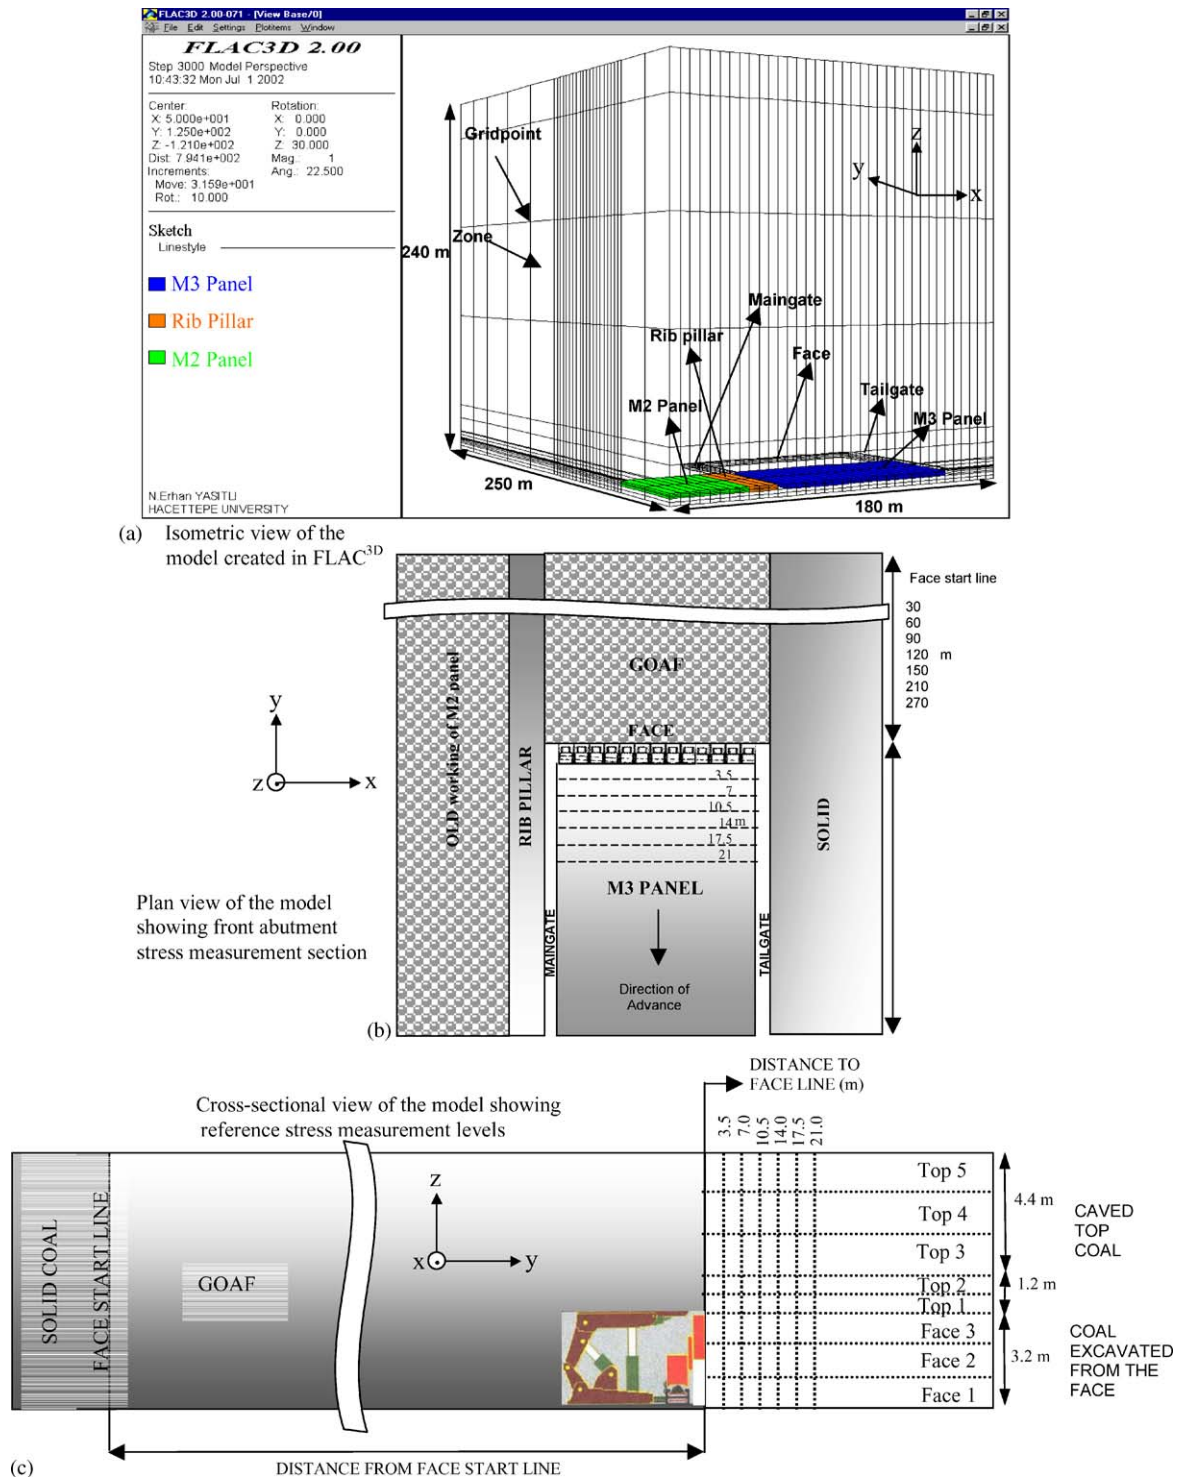 FLAC3D 2.00-071 - [View Base/0]
File Edit Settings Plotitems Window
FLAC3D 2.00
Step 3000 Model Perspective
10:43:32 Mon Jul 1 2002
Center: Rotation:
X: 5.000e+001 X: 0.000
Y: 1.250e+002 Y: 0.000
Z: -1.210e+002 Z: 30.000
Dist: 7.941e+002 Mag.: 1
Increments: Ang.: 22.500
Move: 3.159e+001
Rot.: 10.000
Sketch
Linestyle
M3 Panel
Rib Pillar
M2 Panel
N.Erhan YASITLI
HACETTEPE UNIVERSITY
Gridpoint
Zone
240 m
z
y
x
Maingate
Rib pillar
Face
Tailgate
M2 Panel
M3 Panel
250 m
180 m
(a) Isometric view of the
model created in FLAC3D
Face start line
30
60
90
120 m
150
210
270
GOAF
FACE
OLD working of M2 panel
RIB PILLAR
SOLID
y
z x
3.5
7
10.5
14 m
17.5
21
M3 PANEL
MAINGATE
TAILGATE
Direction of
Advance
Plan view of the model
showing front abutment
stress measurement section
(b)
DISTANCE TO
FACE LINE (m)
Cross-sectional view of the model showing
reference stress measurement levels
3.5
7.0
10.5
14.0
17.5
21.0
SOLID COAL
FACE START LINE
GOAF
z
x y
Top 5
Top 4
Top 3
Top 2
Top 1
Face 3
Face 2
Face 1
4.4 m
1.2 m
3.2 m
CAVED
TOP
COAL
COAL
EXCAVATED
FROM THE
FACE
(c)
DISTANCE FROM FACE START LINE